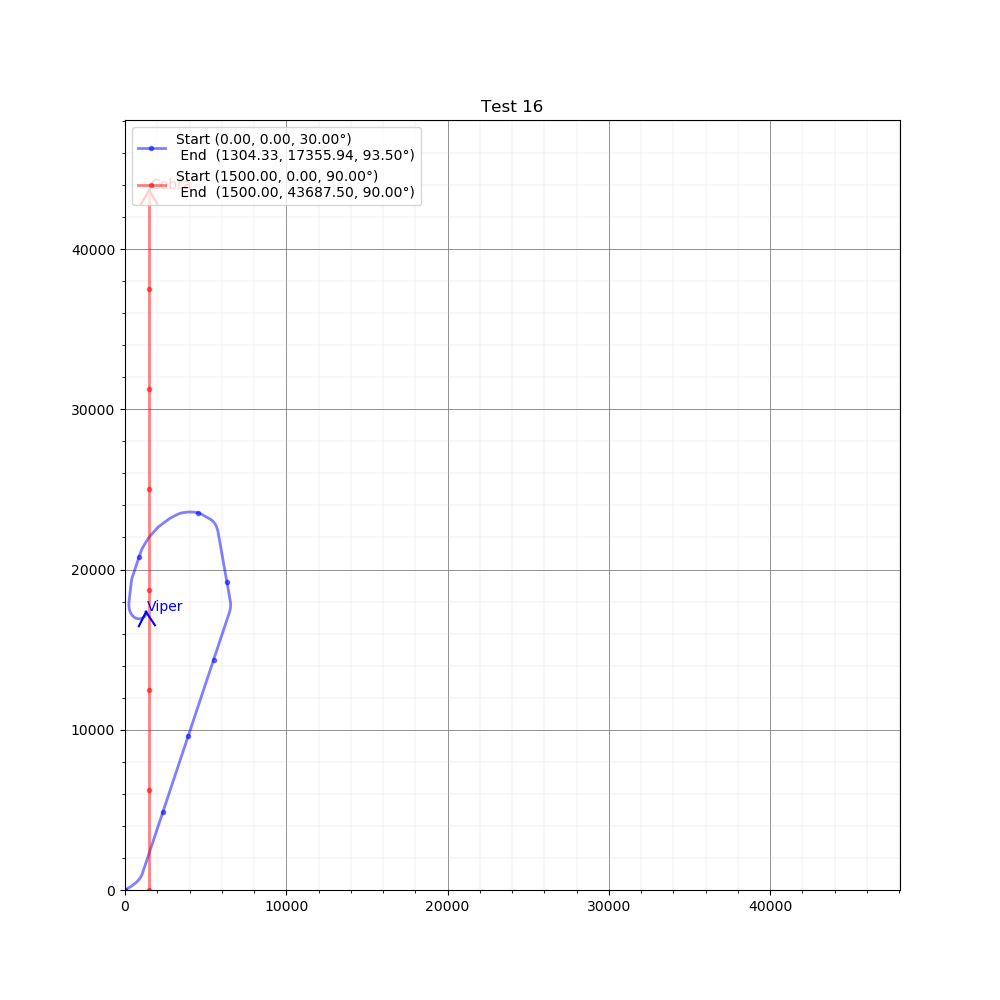 Test 16
Start (0.00, 0.00, 30.00°)
End (1304.33, 17355.94, 93.50°)
Start (1500.00, 0.00, 90.00°)
End (1500.00, 43687.50, 90.00°)
Cobra
40000
30000
20000
Viper
10000
0
0 10000 20000 30000 40000